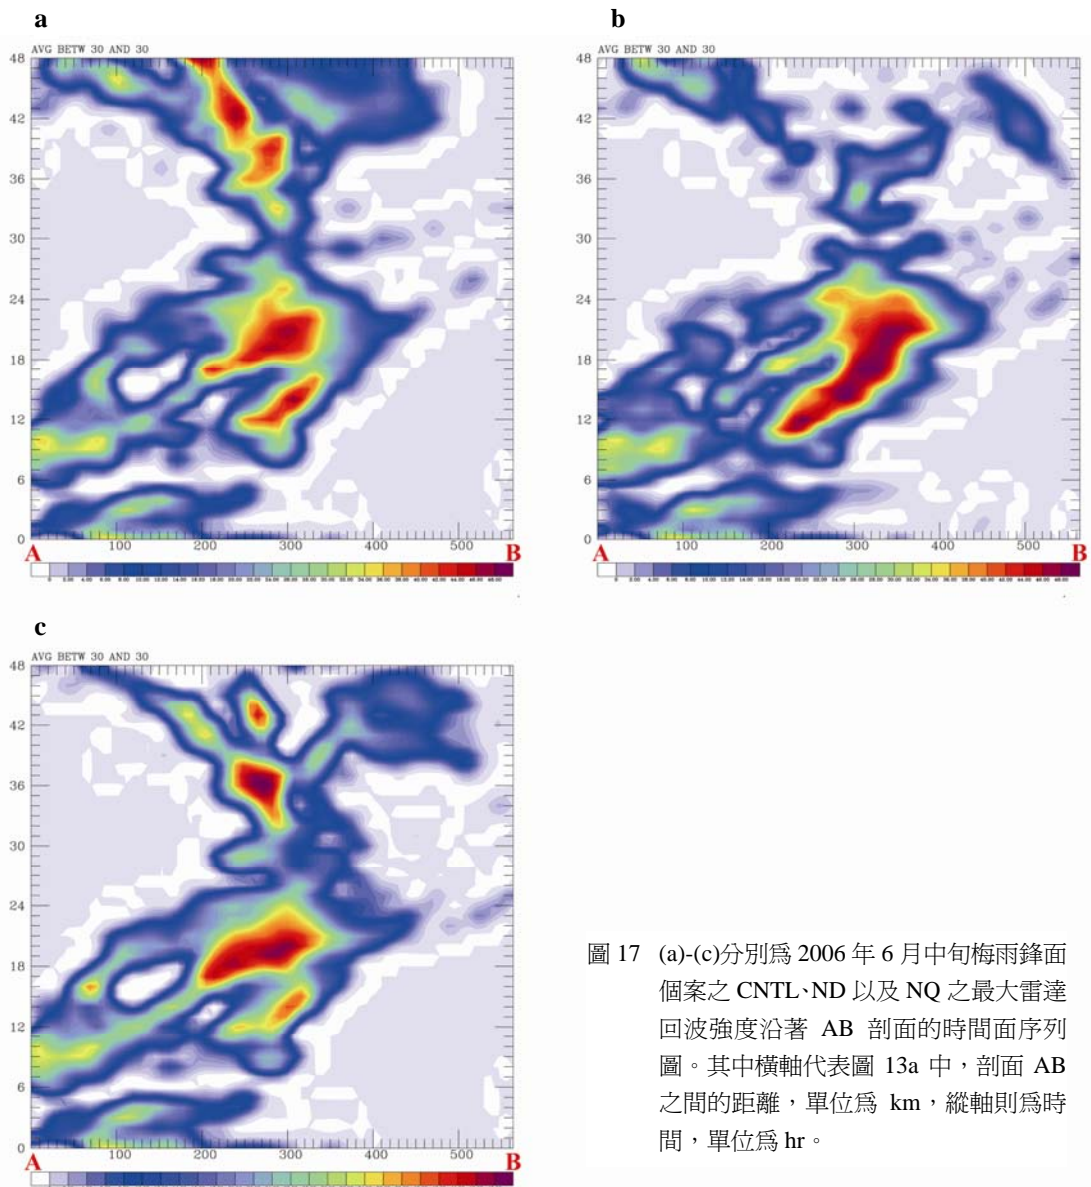 a
AVG BETW 30 AND 30
48
42
36
30
24
18
12
6
0
100
200
300
400
500
A
B
b
AVG BETW 30 AND 30
48
42
36
30
24
18
12
6
0
100
200
300
400
500
A
B
c
AVG BETW 30 AND 30
48
42
36
30
24
18
12
6
0
100
200
300
400
500
A
B
圖 17 (a)-(c)分別爲 2006 年 6 月中旬梅雨鋒面
個案之 CNTL、ND 以及 NQ 之最大雷達
回波強度沿著 AB 剖面的時間面序列
圖。其中橫軸代表圖 13a 中，剖面 AB
之間的距離，單位爲 km，縱軸則爲時
間，單位爲 hr。